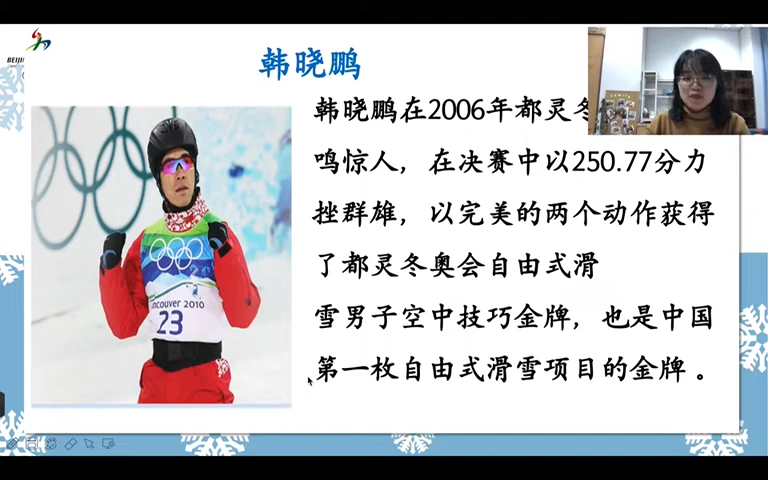 BEIJI
韩晓鹏
韩晓鹏在2006年都灵冬
鸣惊人，在决赛中以250.77分力
挫群雄，以完美的两个动作获得
了都灵冬奥会自由式滑
雪男子空中技巧金牌，也是中国
第一枚自由式滑雪项目的金牌。
ncouver 2010
23